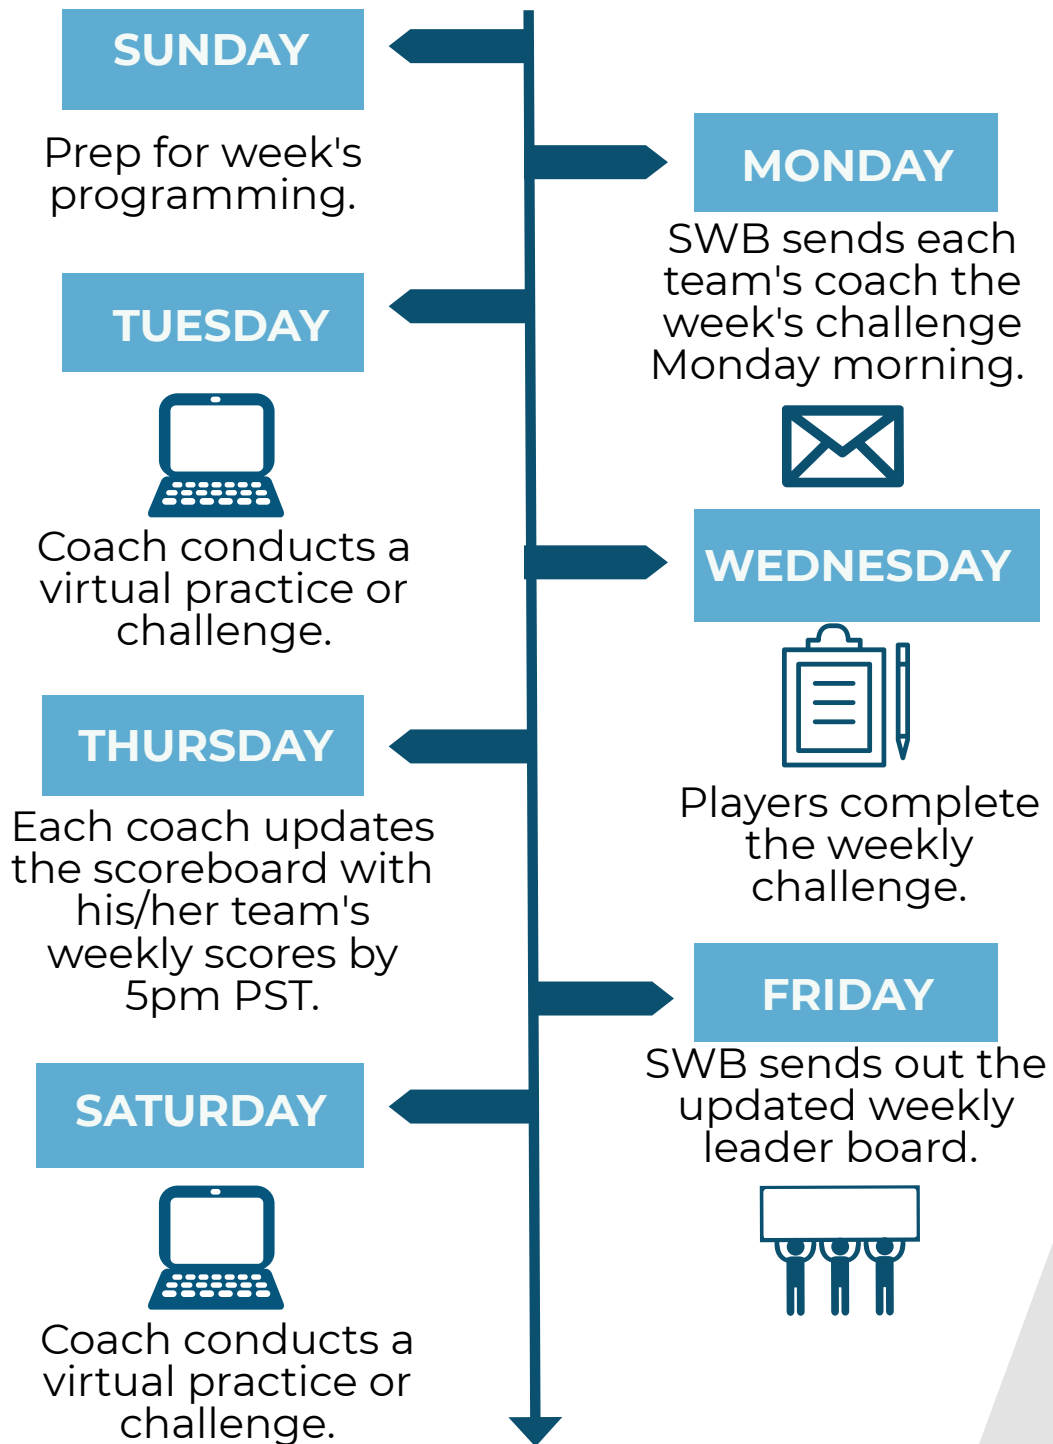 SUNDAY
Prep for week's
programming.
MONDAY
SWB sends each
team's coach the
week's challenge
Monday morning.
TUESDAY
Coach conducts a
virtual practice or
challenge.
WEDNESDAY
Players complete
the weekly
challenge.
THURSDAY
Each coach updates
the scoreboard with
his/her team's
weekly scores by
5pm PST.
FRIDAY
SWB sends out the
updated weekly
leader board.
SATURDAY
Coach conducts a
virtual practice or
challenge.